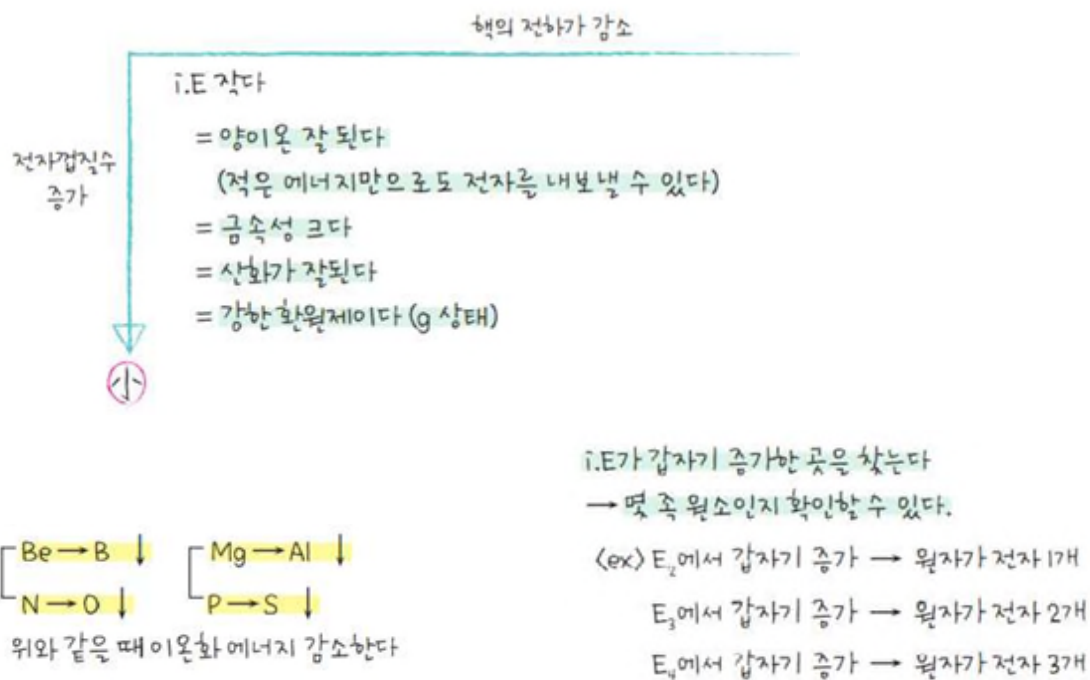 핵의 전하가 감소
i.E 작다
= 양이온 잘 된다
(적은 에너지만으로도 전자를 내보낼 수 있다)
= 금속성 크다
= 산화가 잘된다
= 강한 환원제이다 (g 상태)
전자껍질수
증가
小
Be → B ↓
N → O ↓
Mg → Al ↓
P → S ↓
위와 같을 때 이온화 에너지 감소한다
i.E가 갑자기 증가한 곳을 찾는다
→ 몇 족 원소인지 확인할 수 있다.
<ex> E₂에서 갑자기 증가 → 원자가 전자 1개
E₃에서 갑자기 증가 → 원자가 전자 2개
E₄에서 갑자기 증가 → 원자가 전자 3개